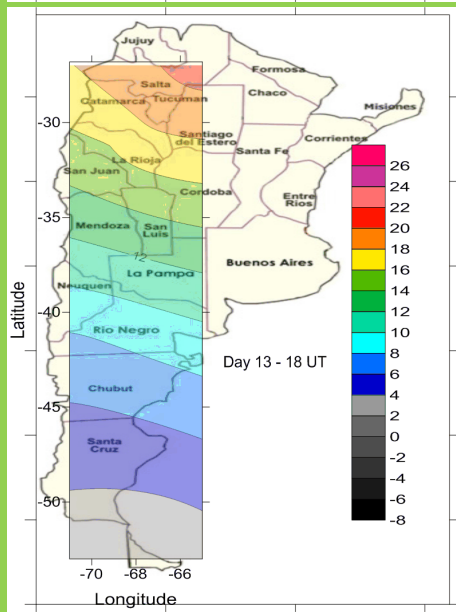 Jujuy
Formosa
Salta
Chaco
Catamarca
Tucuman
Misiones
-30
Santiago
del Estero
Corrientes
Santa Fe
La Rioja
San Juan
Cordoba
Entre
Rios
-35
Mendoza
San
Luis
12
Buenos Aires
La Pampa
Neuquen
-40
Rio Negro
Day 13 - 18 UT
Chubut
-45
Santa
Cruz
-50
-70
-68
-66
Latitude
Longitude
26
24
22
20
18
16
14
12
10
8
6
4
2
0
-2
-4
-6
-8